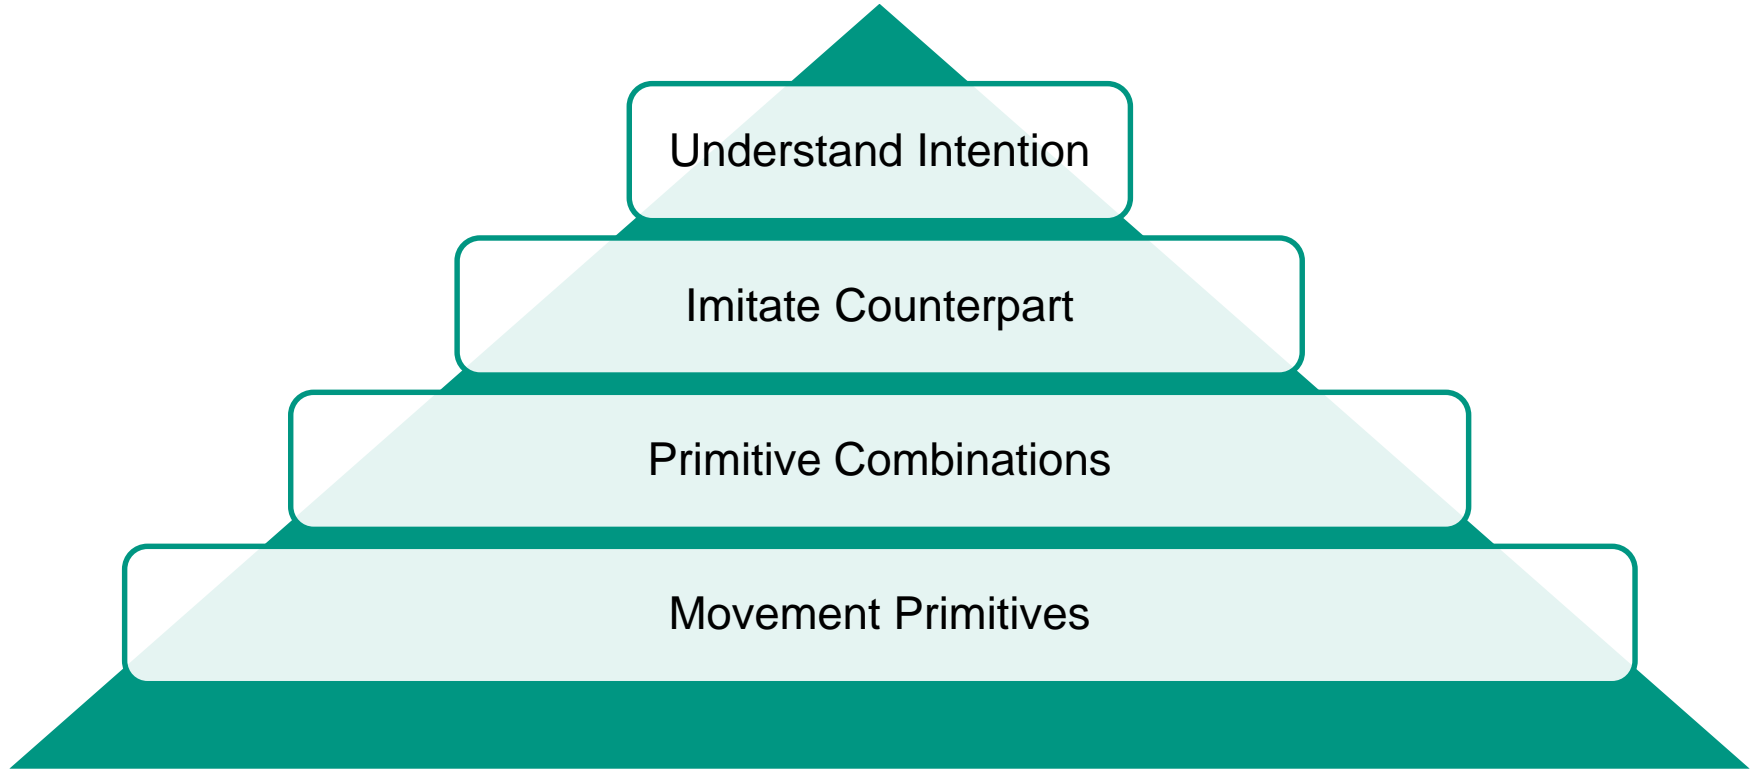 Understand Intention
Imitate Counterpart
Primitive Combinations
Movement Primitives